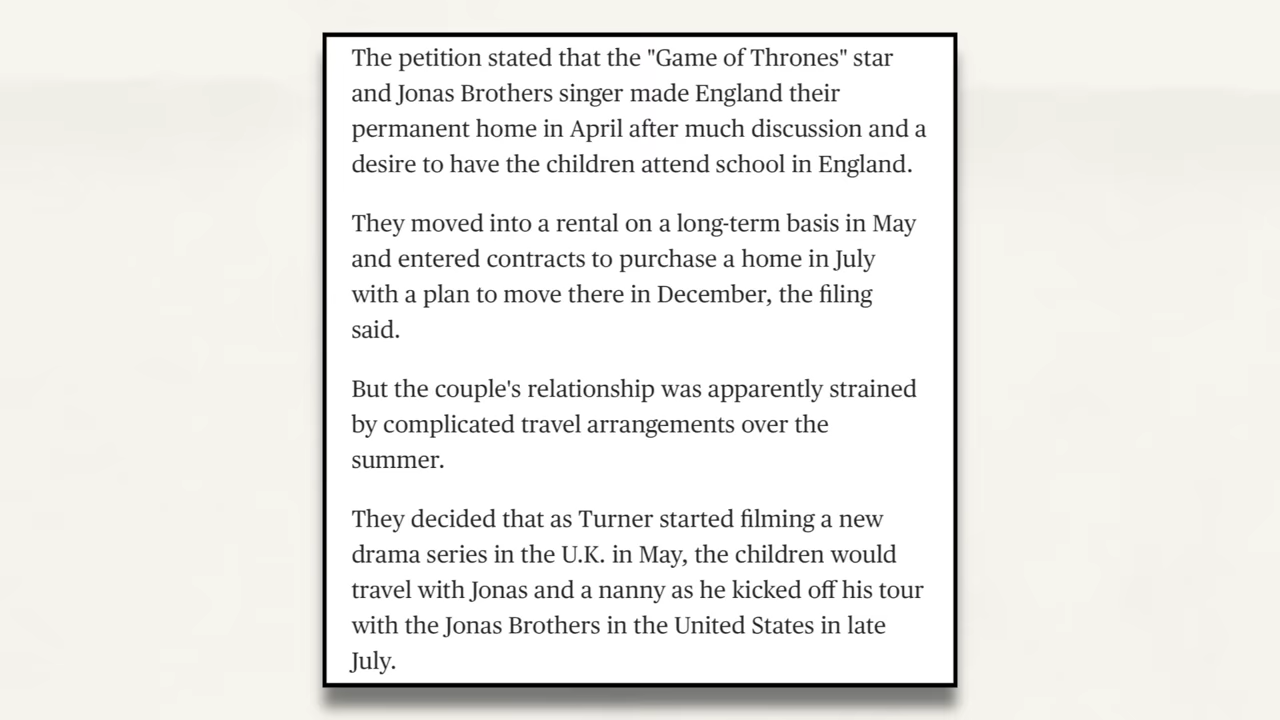 The petition stated that the "Game of Thrones" star
and Jonas Brothers singer made England their
permanent home in April after much discussion and a
desire to have the children attend school in England.
They moved into a rental on a long-term basis in May
and entered contracts to purchase a home in July
with a plan to move there in December, the filing
said.
But the couple's relationship was apparently strained
by complicated travel arrangements over the
summer.
They decided that as Turner started filming a new
drama series in the U.K. in May, the children would
travel with Jonas and a nanny as he kicked off his tour
with the Jonas Brothers in the United States in late
July.